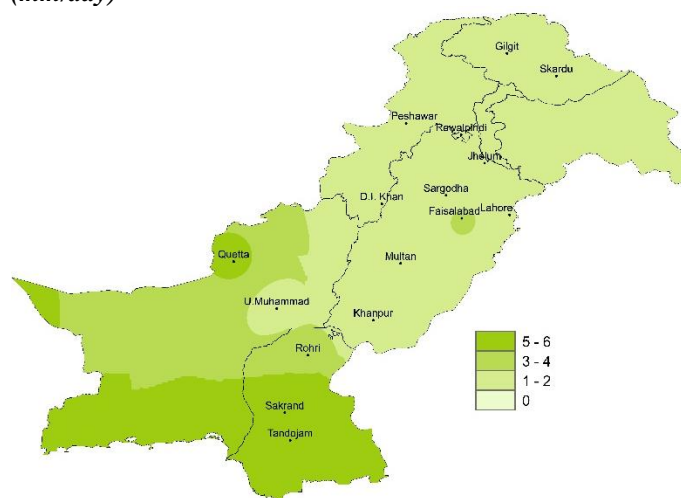 (mm/day)
Gilgit
Skardu
Peshawar
Rawalpindi
Jhelum
Sargodha
D.I. Khan
Lahore
Faisalabad
Quetta
Multan
U.Muhammad
Khanpur
5 - 6
3 - 4
1 - 2
0
Rohri
Sakrand
Tandojam